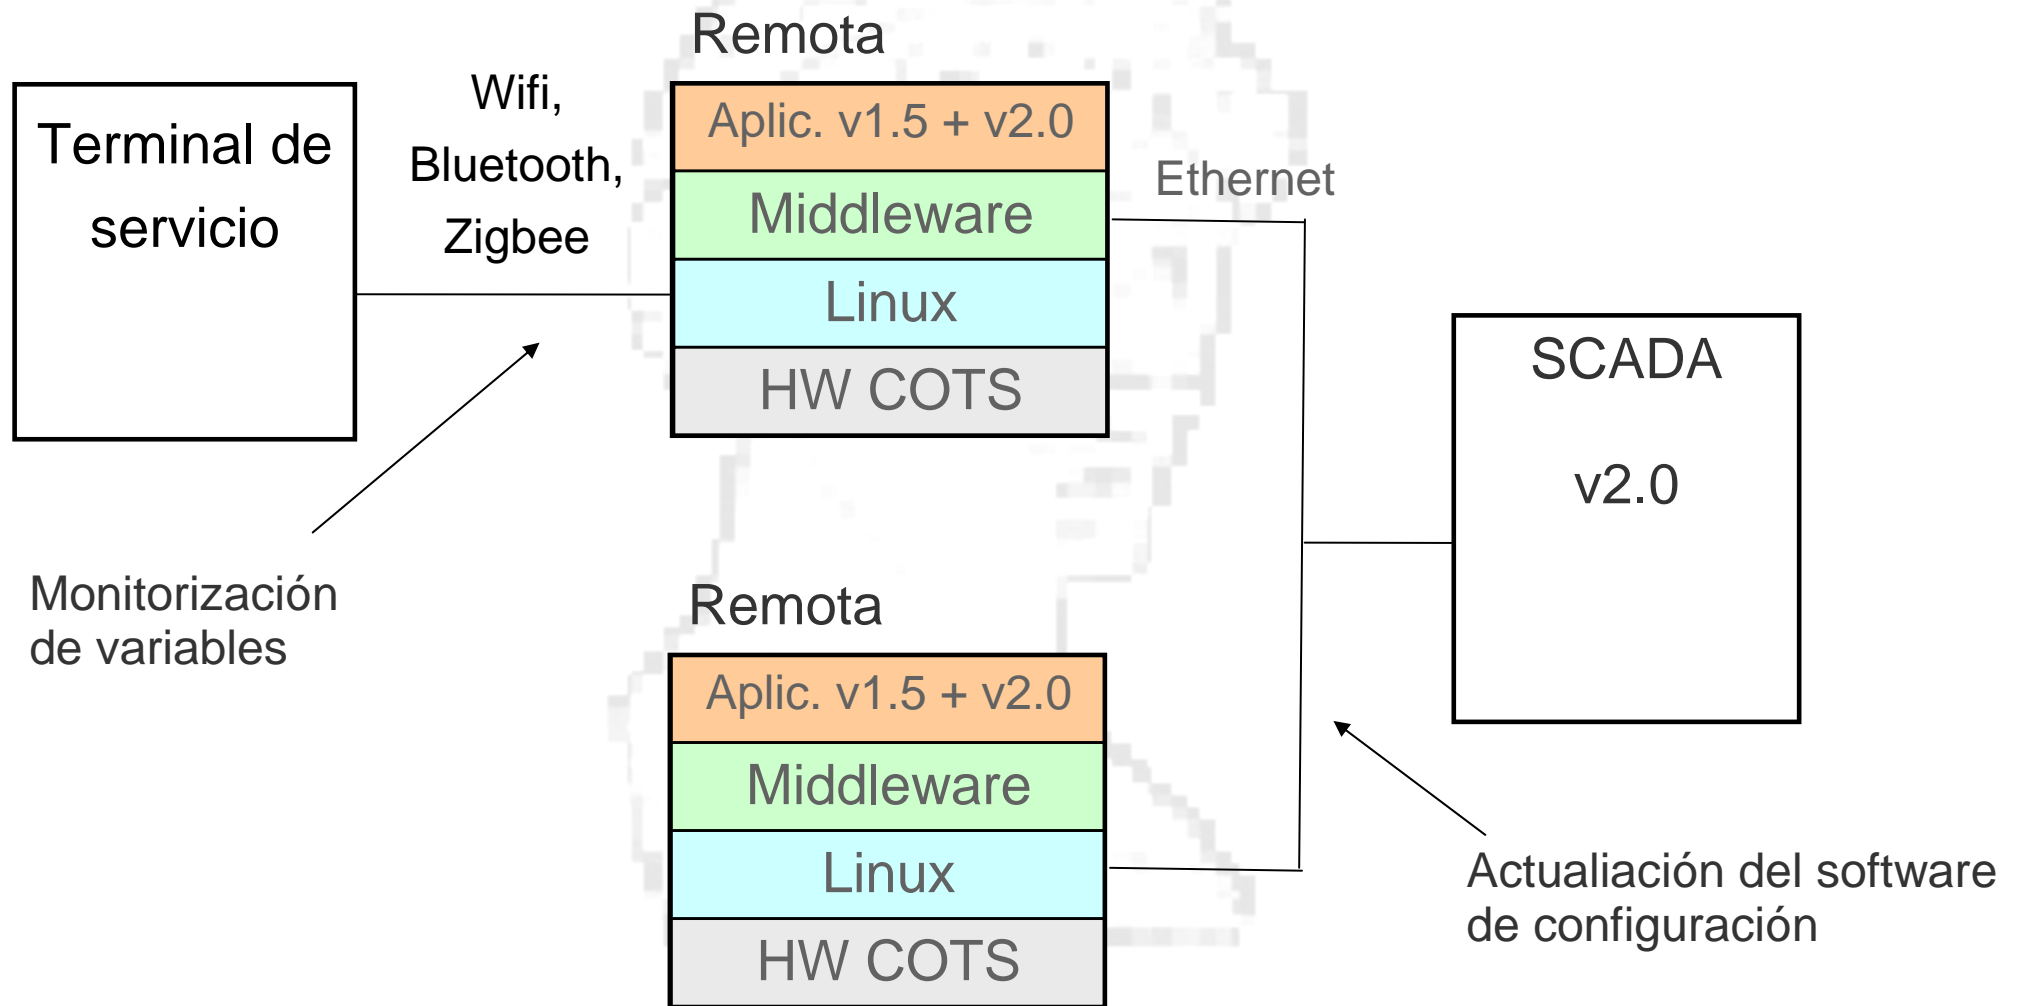 Remota
Terminal de
servicio
Wifi,
Bluetooth,
Zigbee
Aplic. v1.5 + v2.0
Middleware
Linux
HW COTS
Ethernet
SCADA
v2.0
Monitorización
de variables
Remota
Aplic. v1.5 + v2.0
Middleware
Linux
HW COTS
Actualiación del software
de configuración